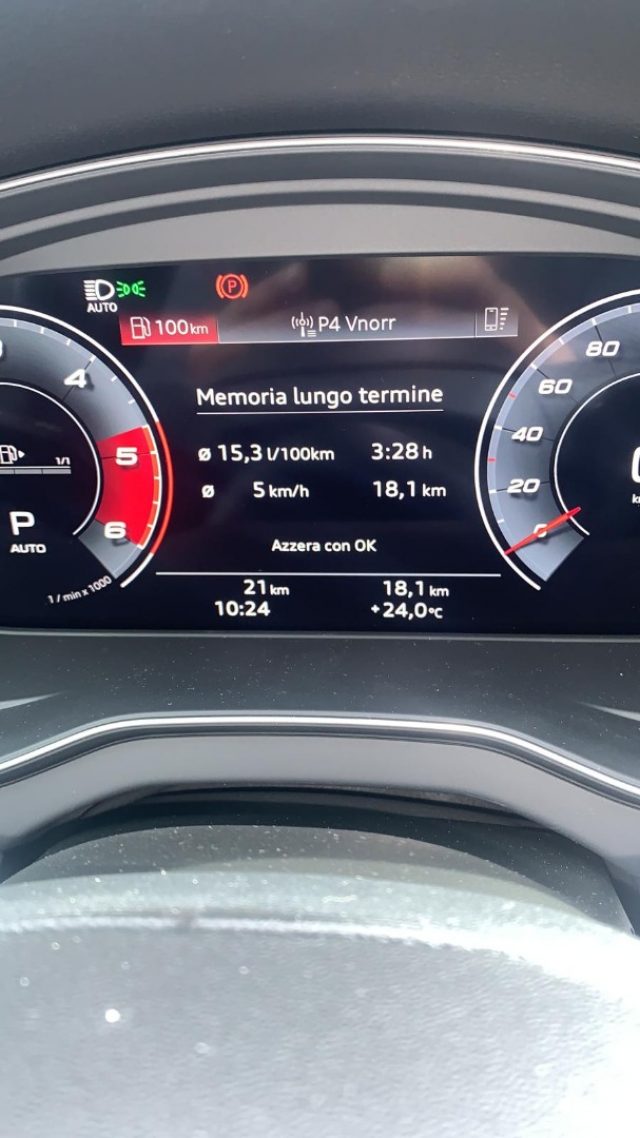 AUTO
P
100 km
P4 Vnorr
Memoria lungo termine
ø 15,3 l/100km 3:28 h
ø 5 km/h 18,1 km
Azzera con OK
21 km 18,1 km
10:24 +24,0°C
4
5
6
1/1
P
AUTO
1 / min x 1000
80
60
40
20
0